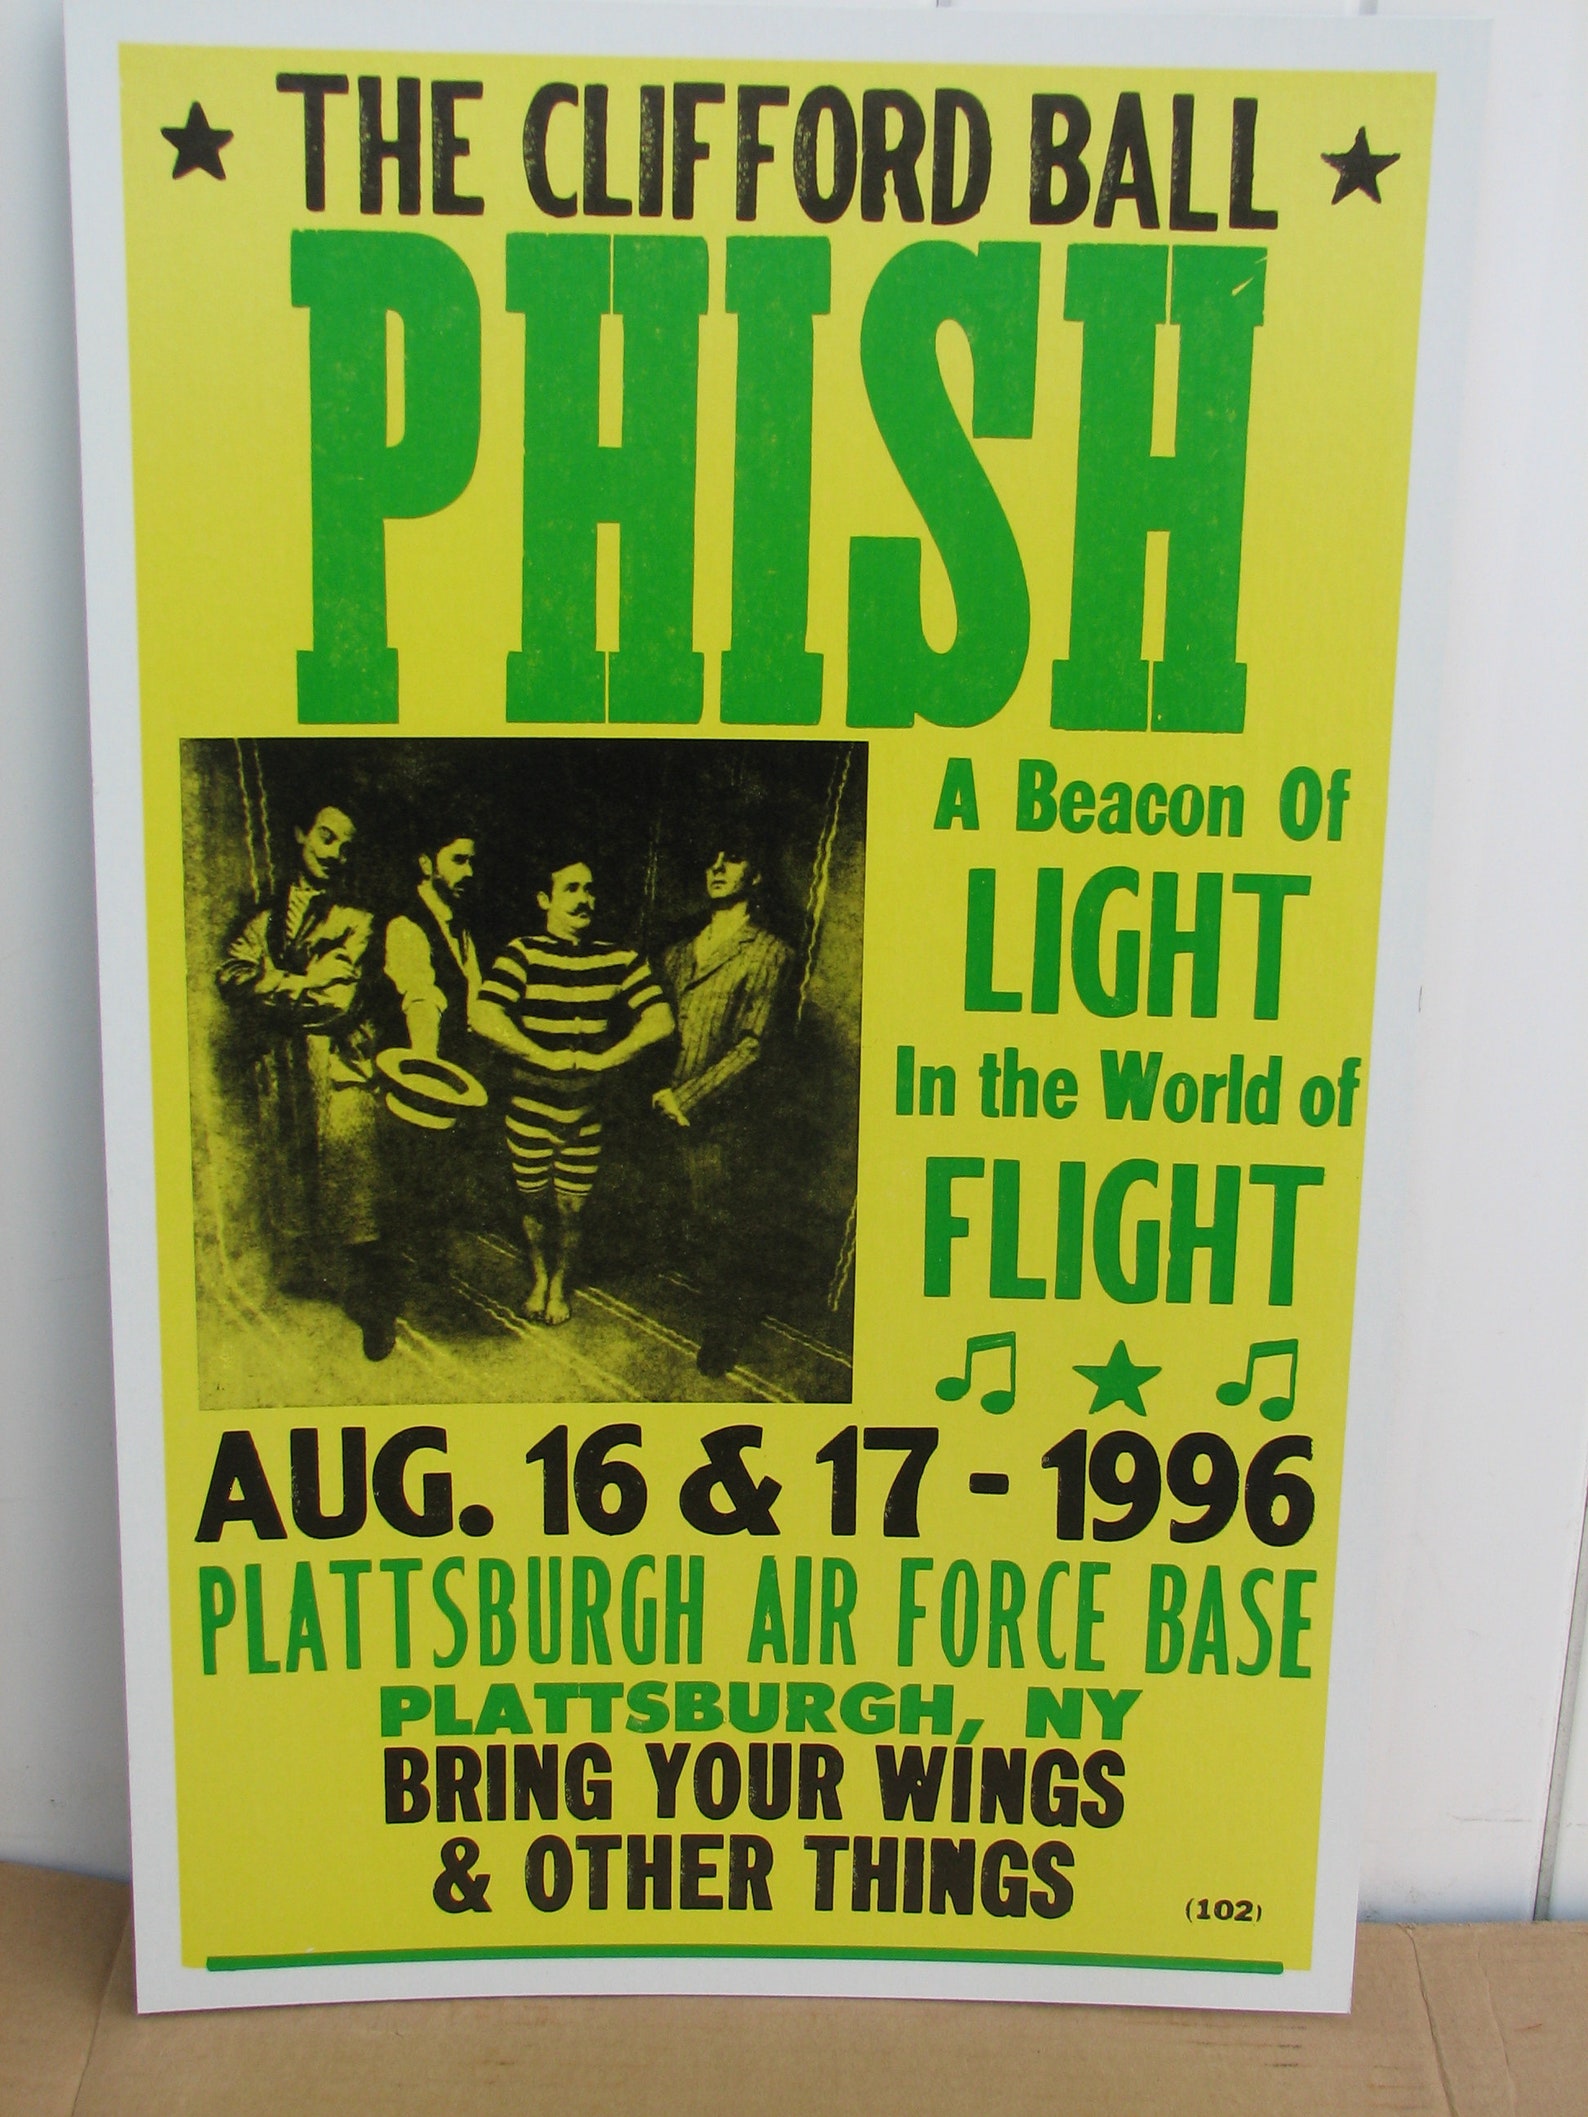 THE CLIFFORD BALL
PHISH
A Beacon Of
LIGHT
In the World of
FLIGHT
AUG. 16 & 17 - 1996
PLATTSBURGH AIR FORCE BASE
PLATTSBURGH, NY
BRING YOUR WINGS
& OTHER THINGS
(102)